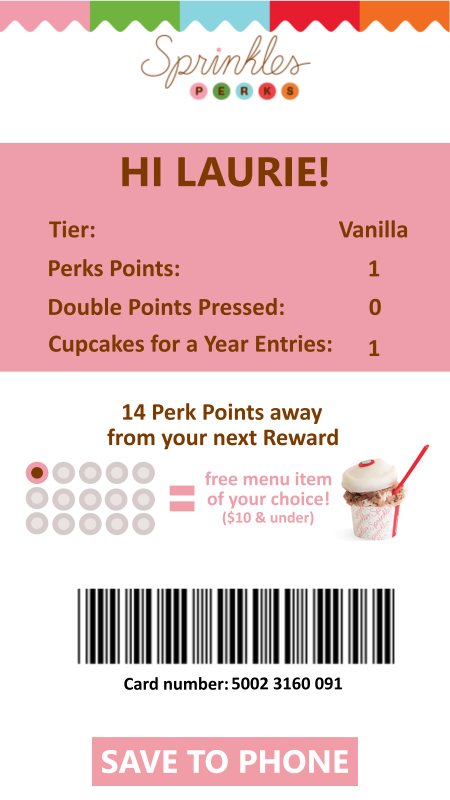 Sprinkles
PERKS
HI LAURIE!
Tier: Vanilla
Perks Points: 1
Double Points Pressed: 0
Cupcakes for a Year Entries: 1
14 Perk Points away
from your next Reward
= free menu item
of your choice!
($10 & under)
Card number: 5002 3160 091
SAVE TO PHONE